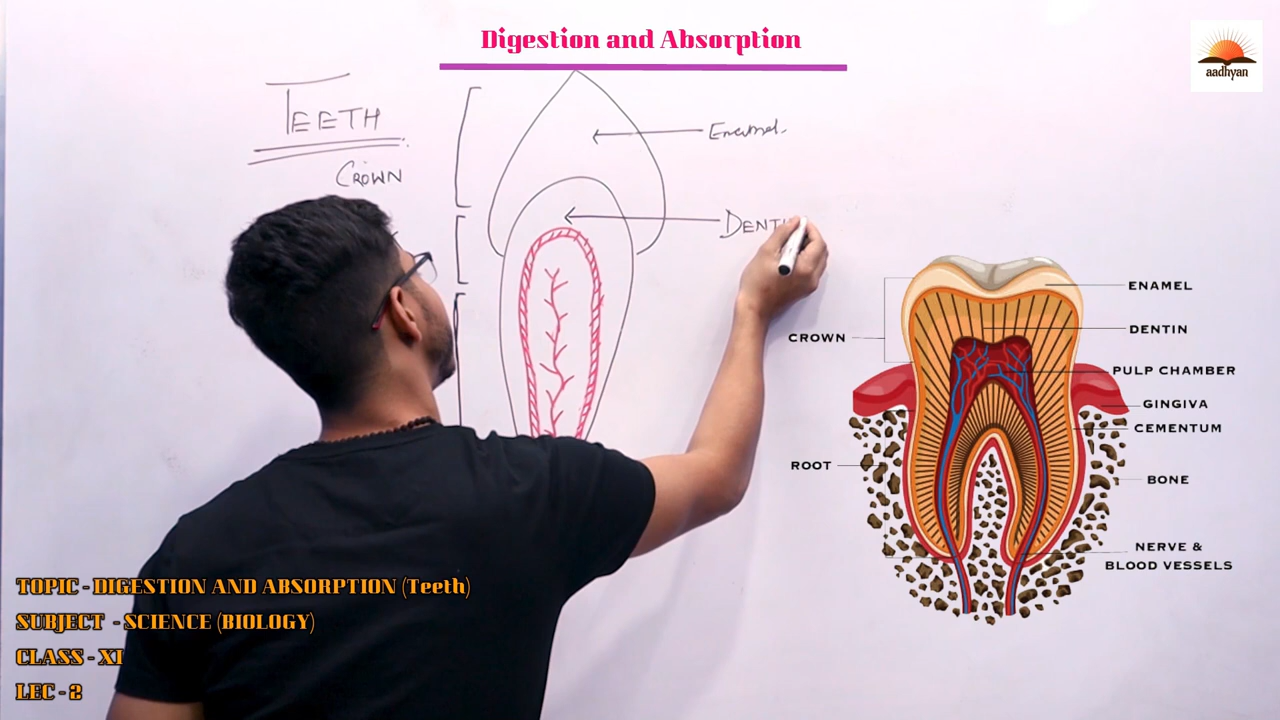 Digestion and Absorption
aadhyan
TEETH
CROWN
Enamel.
ENAMEL
DENTIN
CROWN
PULP CHAMBER
GINGIVA
CEMENTUM
ROOT
BONE
NERVE &
BLOOD VESSELS
TOPIC - DIGESTION AND ABSORPTION (Teeth)
SUBJECT - SCIENCE (BIOLOGY)
CLASS - XI
LEC - 2